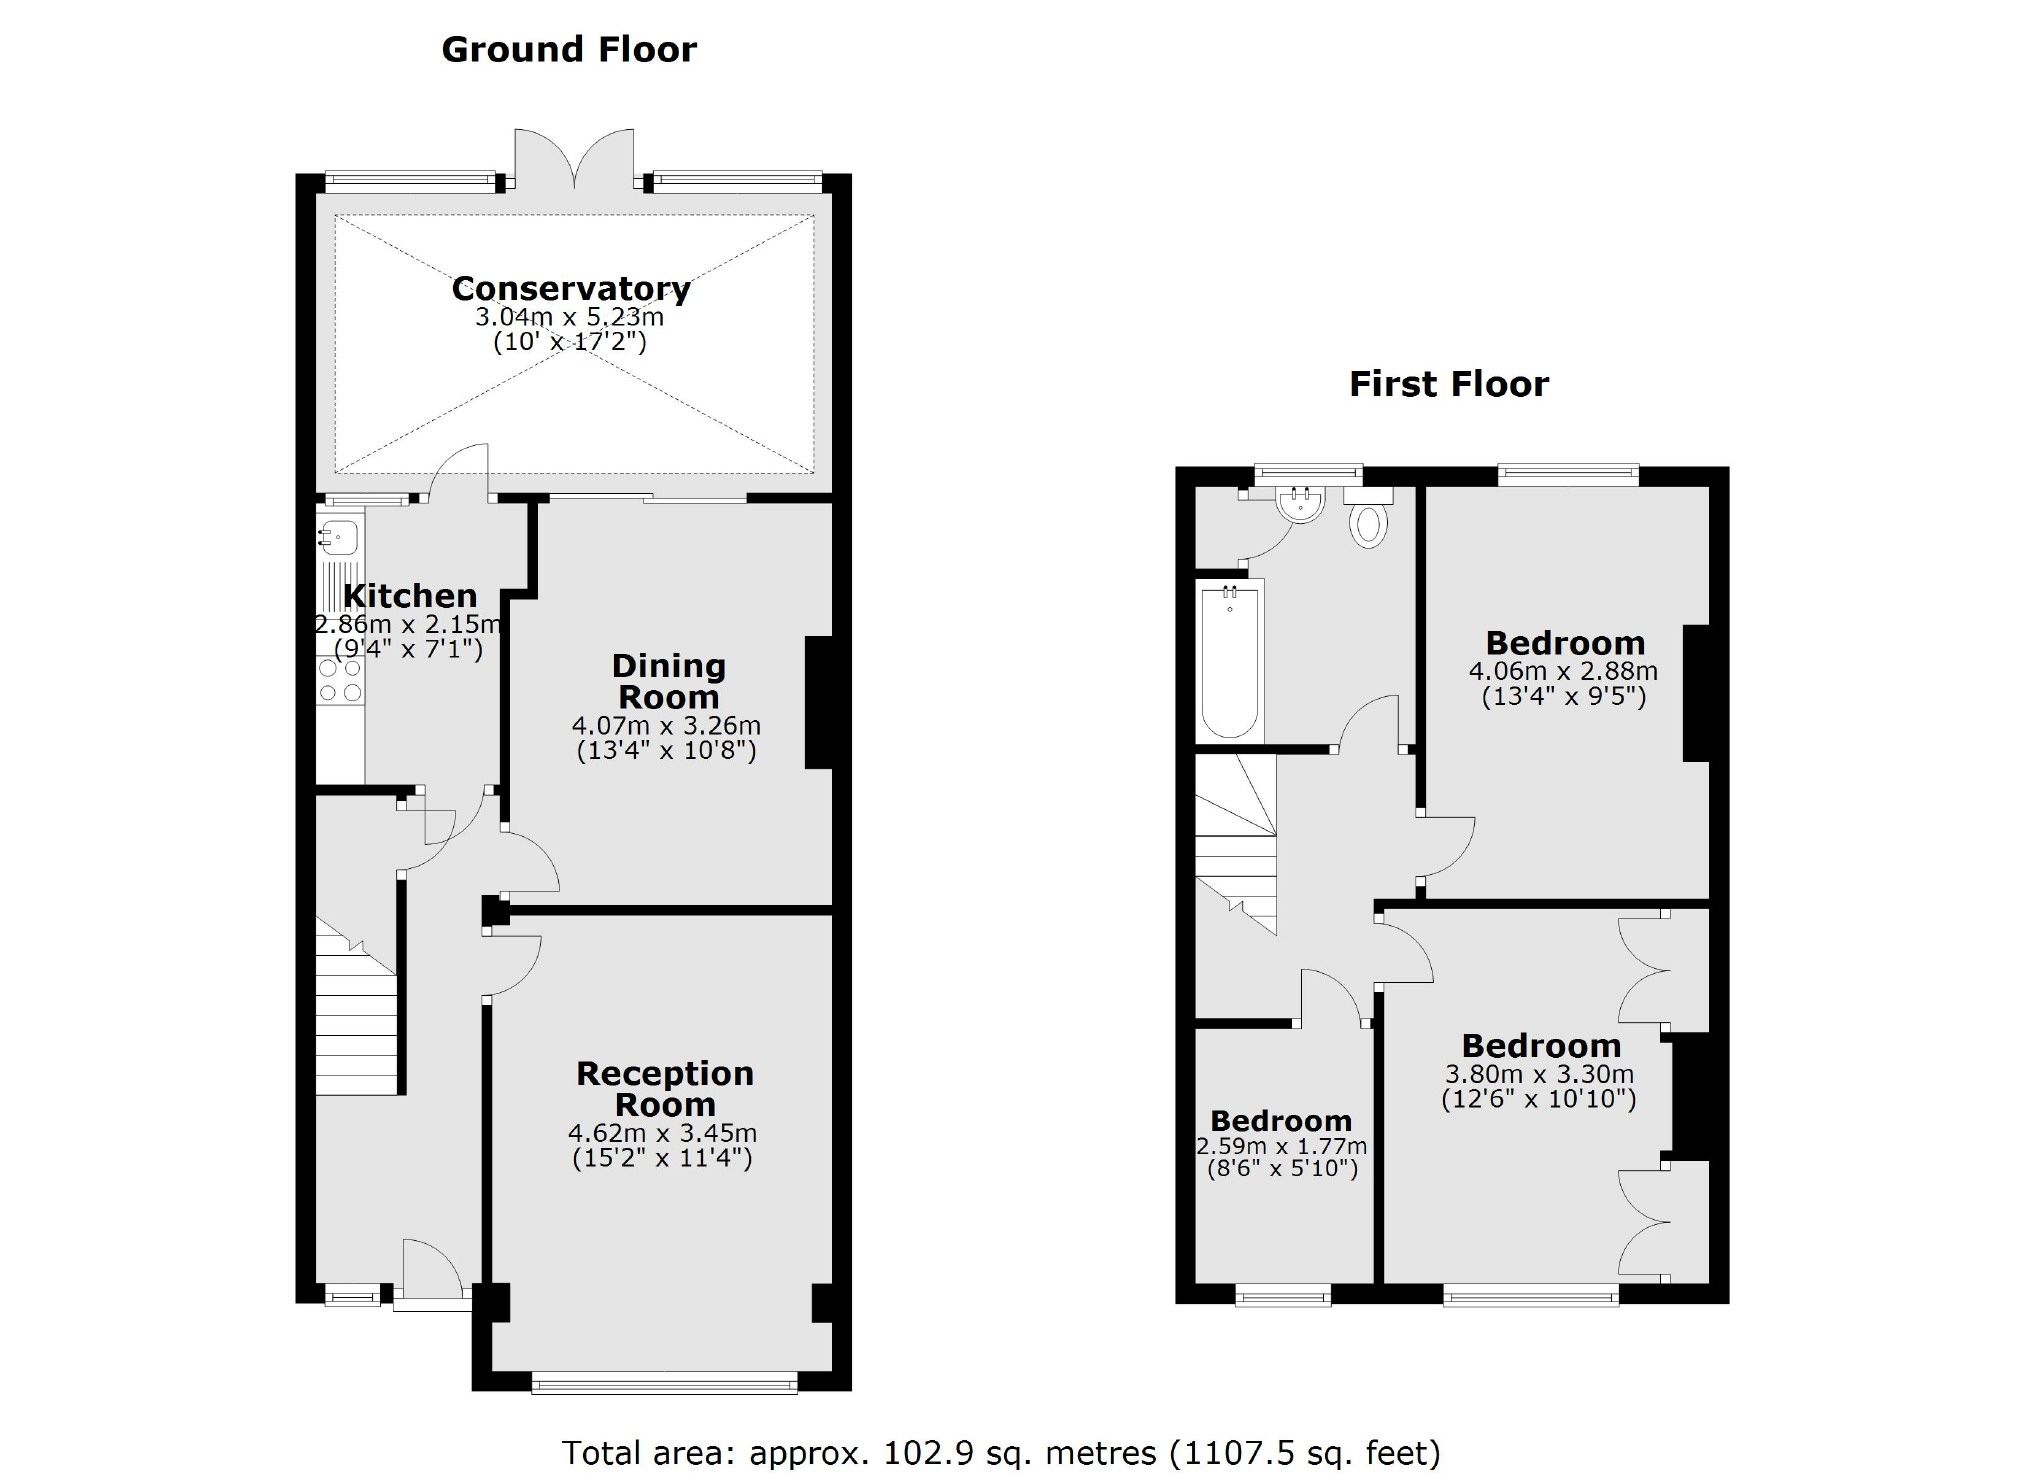 Ground Floor
Conservatory
3.04m x 5.23m
(10' x 17'2")
Kitchen
2.86m x 2.15m
(9'4" x 7'1")
Dining
Room
4.07m x 3.26m
(13'4" x 10'8")
Reception
Room
4.62m x 3.45m
(15'2" x 11'4")
First Floor
Bedroom
4.06m x 2.88m
(13'4" x 9'5")
Bedroom
3.80m x 3.30m
(12'6" x 10'10")
Bedroom
2.59m x 1.77m
(8'6" x 5'10")
Total area: approx. 102.9 sq. metres (1107.5 sq. feet)